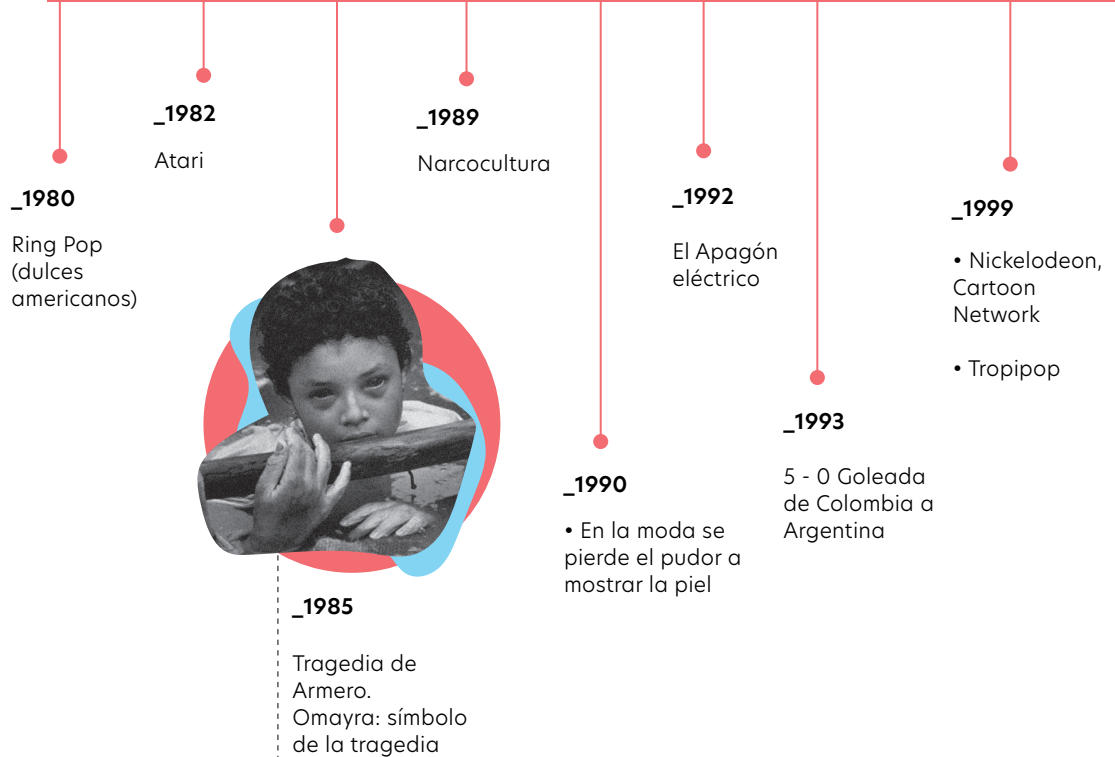 _1980
Ring Pop
(dulces
americanos)
_1982
Atari
_1985
Tragedia de
Armero.
Omayra: símbolo
de la tragedia
_1989
Narcocultura
_1990
• En la moda se
pierde el pudor a
mostrar la piel
_1992
El Apagón
eléctrico
_1993
5 - 0 Goleada
de Colombia a
Argentina
_1999
• Nickelodeon,
Cartoon
Network
• Tropipop